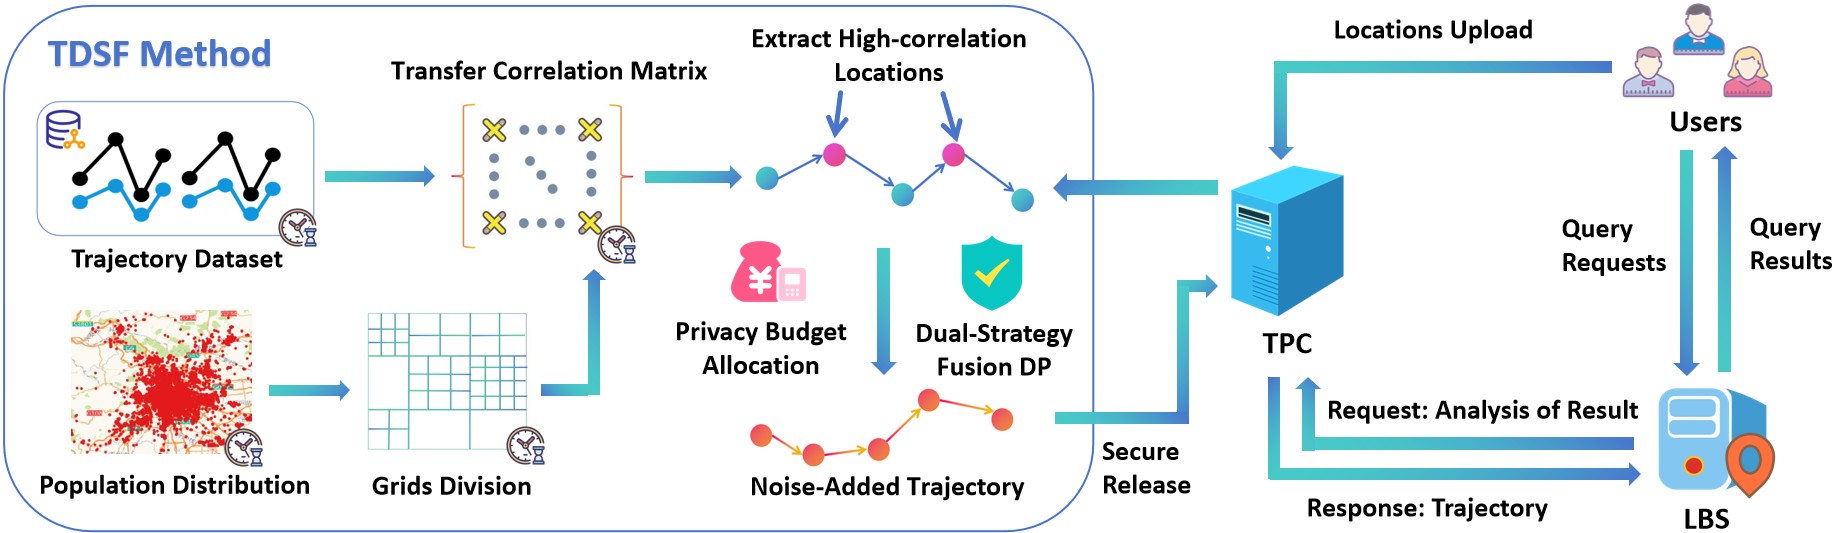 TDSF Method
Transfer Correlation Matrix
Extract High-correlation
Locations
Locations Upload
Users
Trajectory Dataset
Query
Requests
Query
Results
Privacy Budget
Allocation
Dual-Strategy
Fusion DP
TPC
Population Distribution
Grids Division
Noise-Added Trajectory
Secure
Release
Request: Analysis of Result
Response: Trajectory
LBS